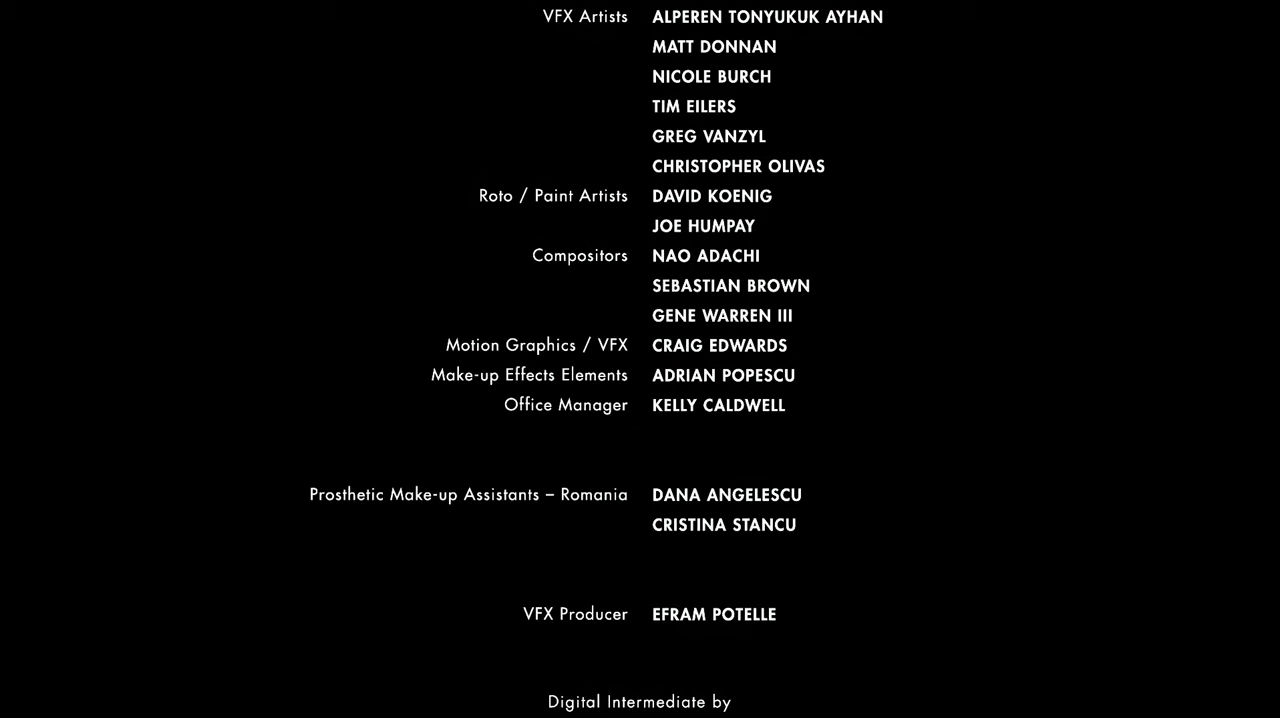 VFX Artists ALPEREN TONYUKUK AYHAN
MATT DONNAN
NICOLE BURCH
TIM EILERS
GREG VANZYL
CHRISTOPHER OLIVAS
Roto / Paint Artists DAVID KOENIG
JOE HUMPAY
Compositors NAO ADACHI
SEBASTIAN BROWN
GENE WARREN III
Motion Graphics / VFX CRAIG EDWARDS
Make-up Effects Elements ADRIAN POPESCU
Office Manager KELLY CALDWELL
Prosthetic Make-up Assistants – Romania DANA ANGELESCU
CRISTINA STANCU
VFX Producer EFRAM POTELLE
Digital Intermediate by